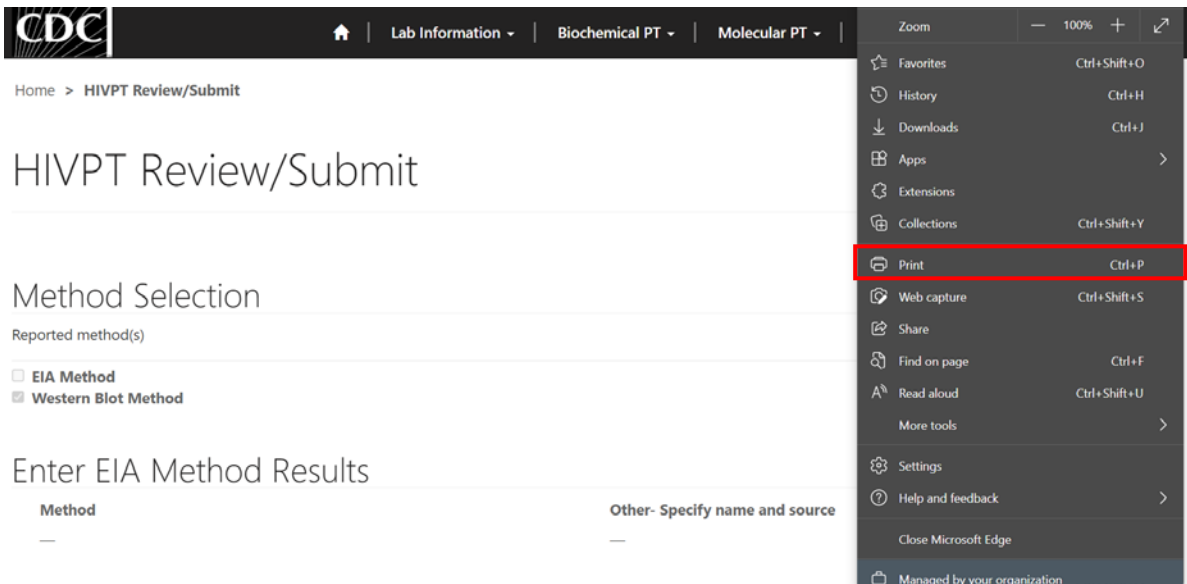 CDC
Lab Information
Biochemical PT
Molecular PT
Home > HIVPT Review/Submit
HIVPT Review/Submit
Method Selection
Reported method(s)
EIA Method
Western Blot Method
Enter EIA Method Results
Method Other- Specify name and source
— —
Zoom — 100% +
Favorites Ctrl+Shift+O
History Ctrl+H
Downloads Ctrl+J
Apps
Extensions
Collections Ctrl+Shift+Y
Print Ctrl+P
Web capture Ctrl+Shift+S
Share
Find on page Ctrl+F
Read aloud Ctrl+Shift+U
More tools
Settings
Help and feedback
Close Microsoft Edge
Managed by your organization